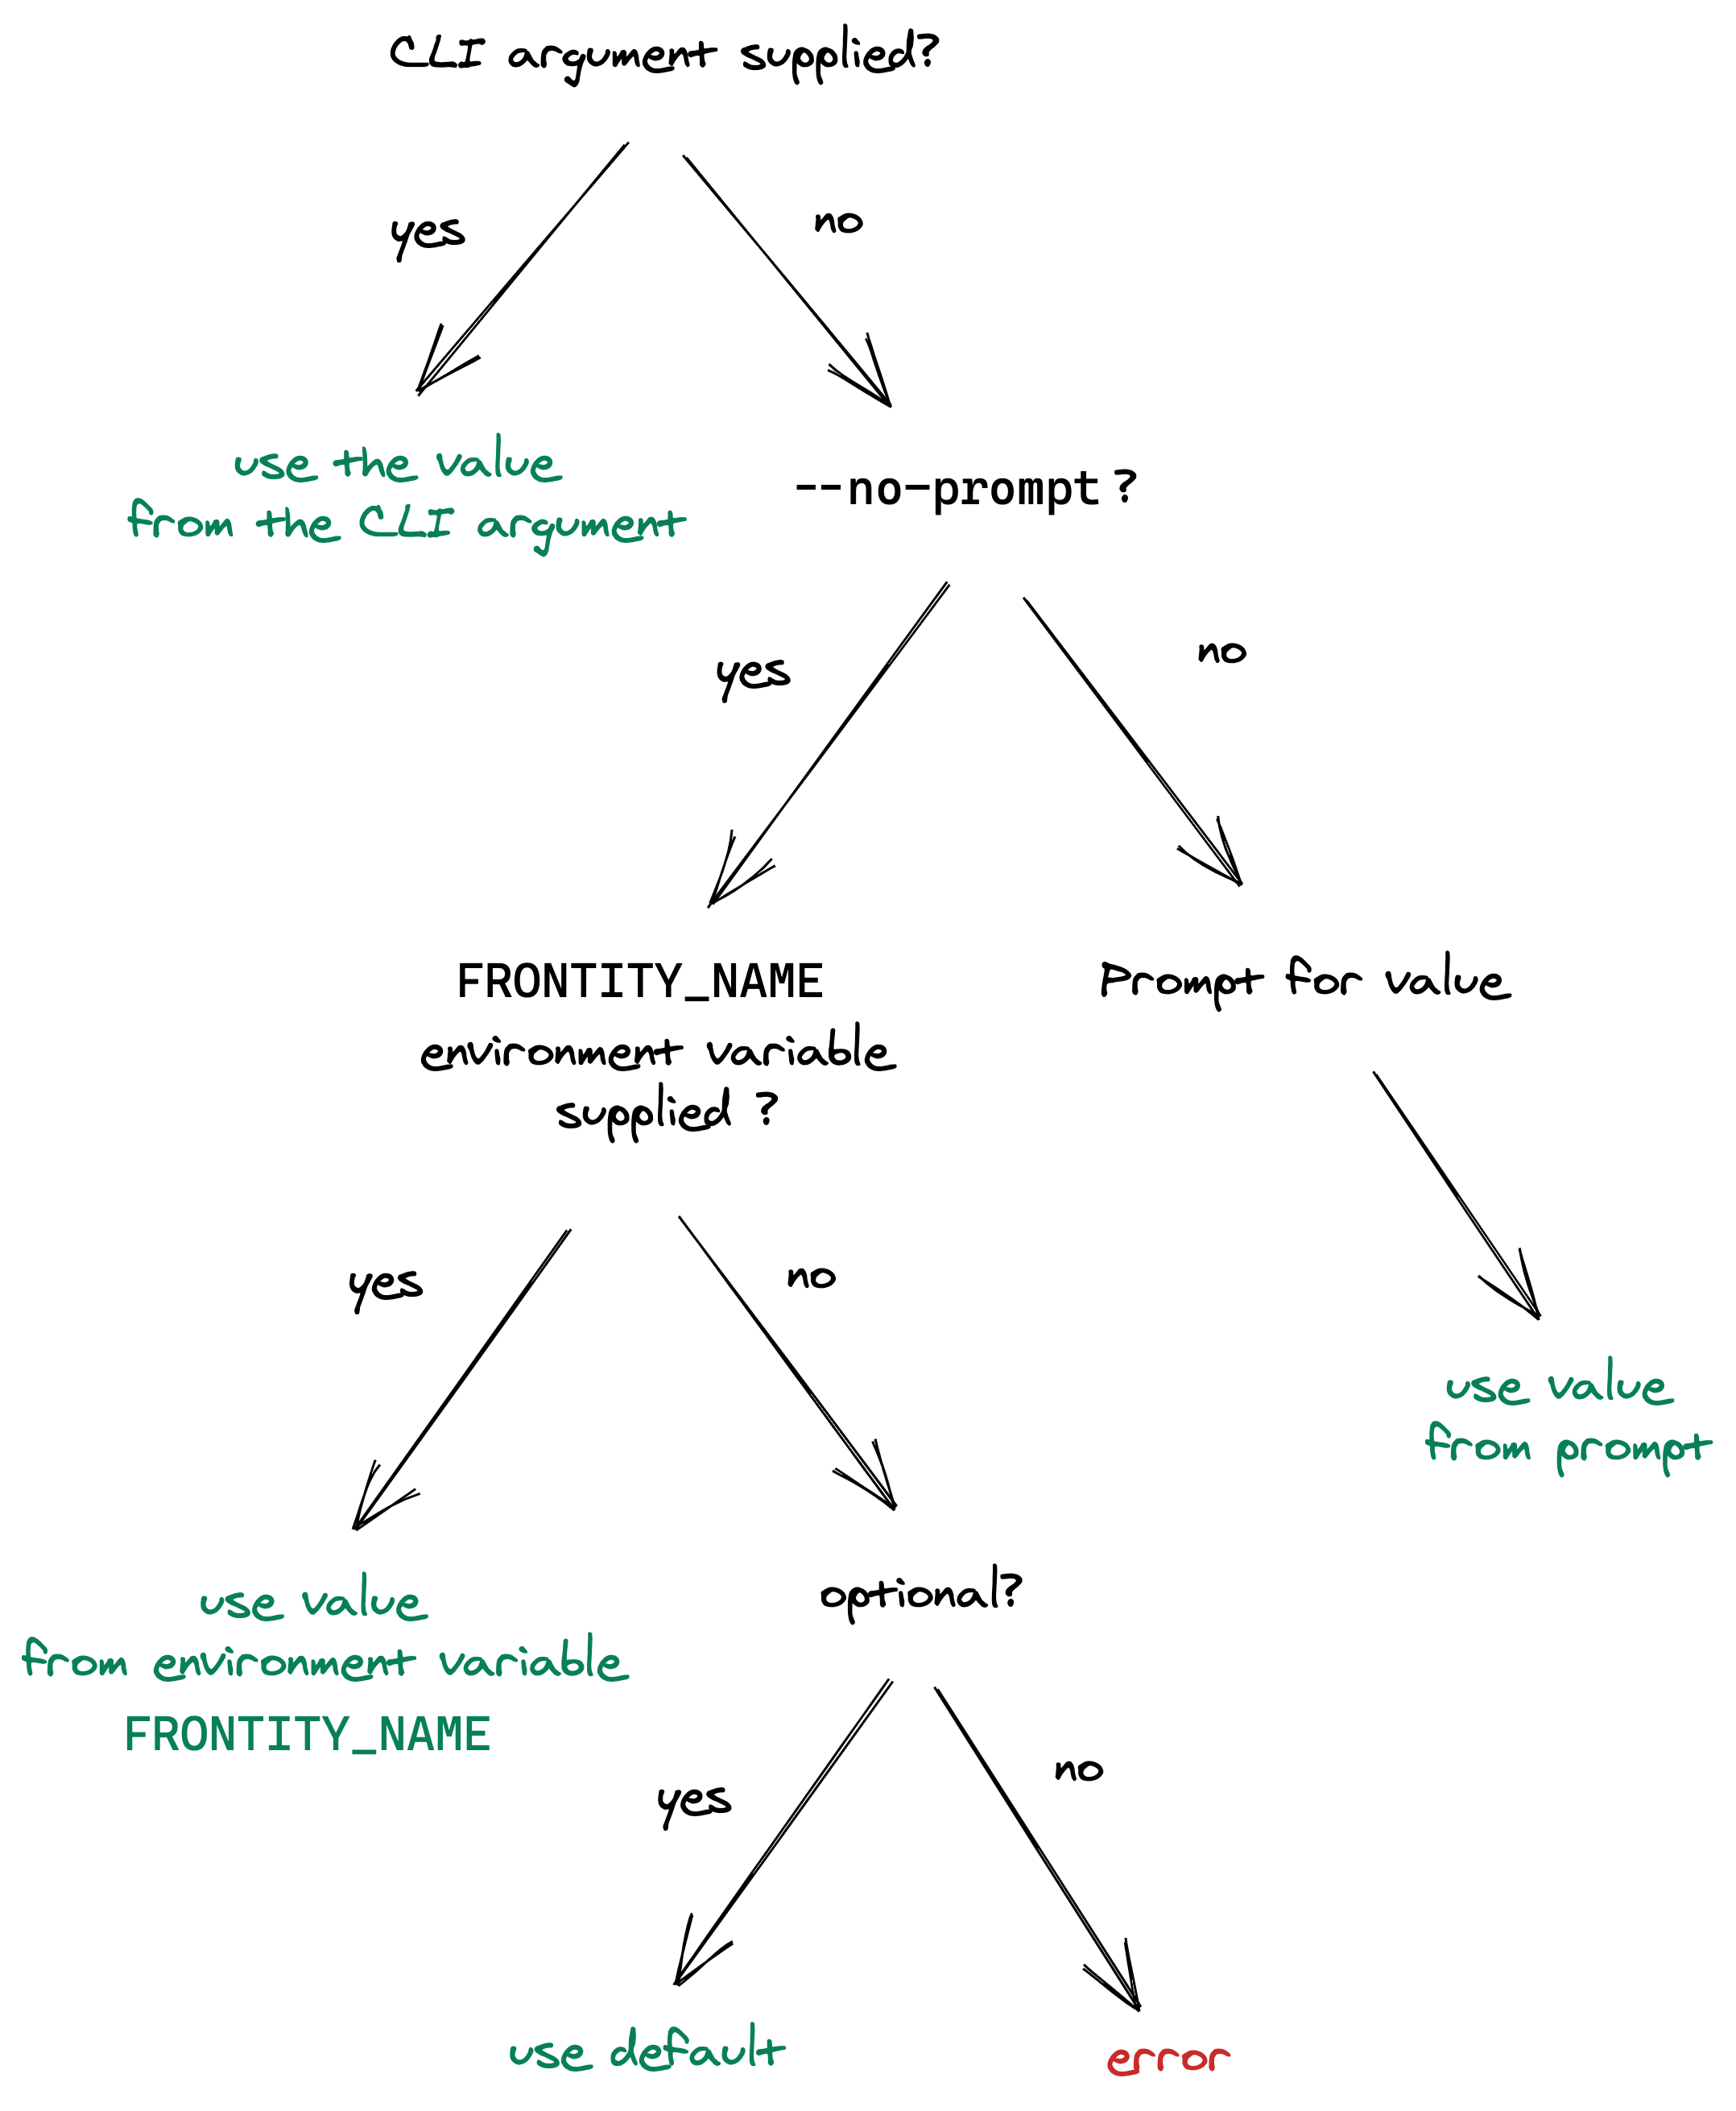 CLI argument supplied?
yes
no
use the value
from the CLI argument
--no-prompt?
yes
no
FRONTITY_NAME
environment variable
supplied ?
Prompt for value
yes
no
use value
from prompt
use value
from environment variable
FRONTITY_NAME
optional?
yes
no
use default
error